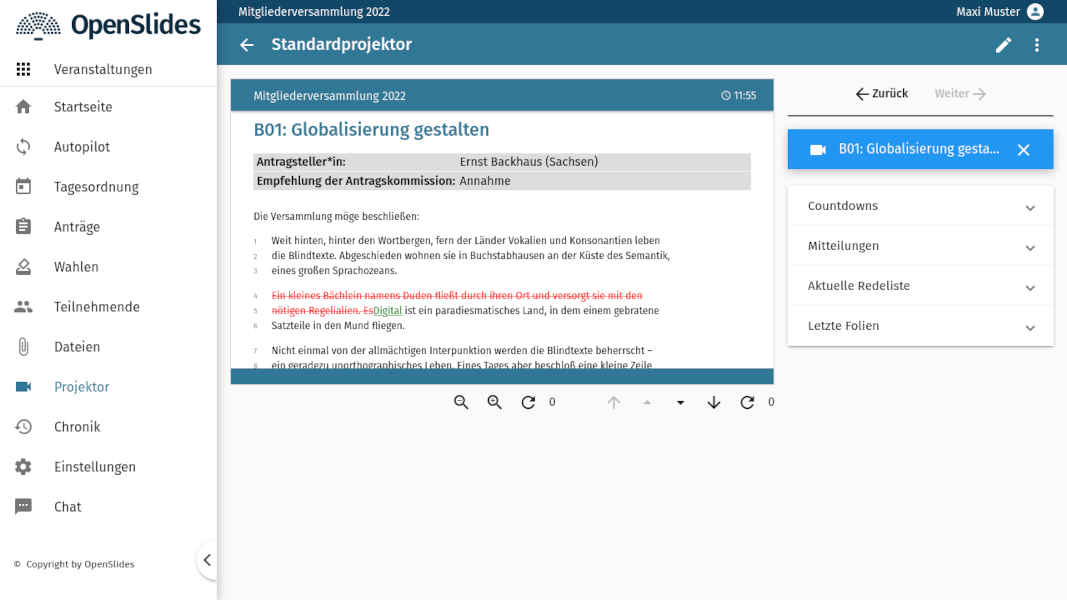 OpenSlides
Veranstaltungen
Startseite
Autopilot
Tagesordnung
Anträge
Wahlen
Teilnehmende
Dateien
Projektor
Chronik
Einstellungen
Chat
© Copyright by OpenSlides
Mitgliederversammlung 2022
Maxi Muster
Standardprojektor
Mitgliederversammlung 2022
11:55
B01: Globalisierung gestalten
Antragsteller*in: Ernst Backhaus (Sachsen)
Empfehlung der Antragskommission: Annahme
Die Versammlung möge beschließen:
1 Weit hinten, hinter den Wortbergen, fern der Länder Vokalien und Konsonantien leben
2 die Blindtexte. Abgeschieden wohnen sie in Buchstabhausen an der Küste des Semantik,
3 eines großen Sprachozeans.
4 Ein kleines Bächlein namens Duden fließt durch ihren Ort und versorgt sie mit den
5 nötigen Regelialien. EsDigital ist ein paradiesmatisches Land, in dem einem gebratene
6 Satzteile in den Mund fliegen.
7 Nicht einmal von der allmächtigen Interpunktion werden die Blindtexte beherrscht –
8 ein geradezu unorthographisches Leben. Eines Tages aber beschloß eine kleine Zeile
0
0
Zurück
Weiter
B01: Globalisierung gesta...
Countdowns
Mitteilungen
Aktuelle Redeliste
Letzte Folien